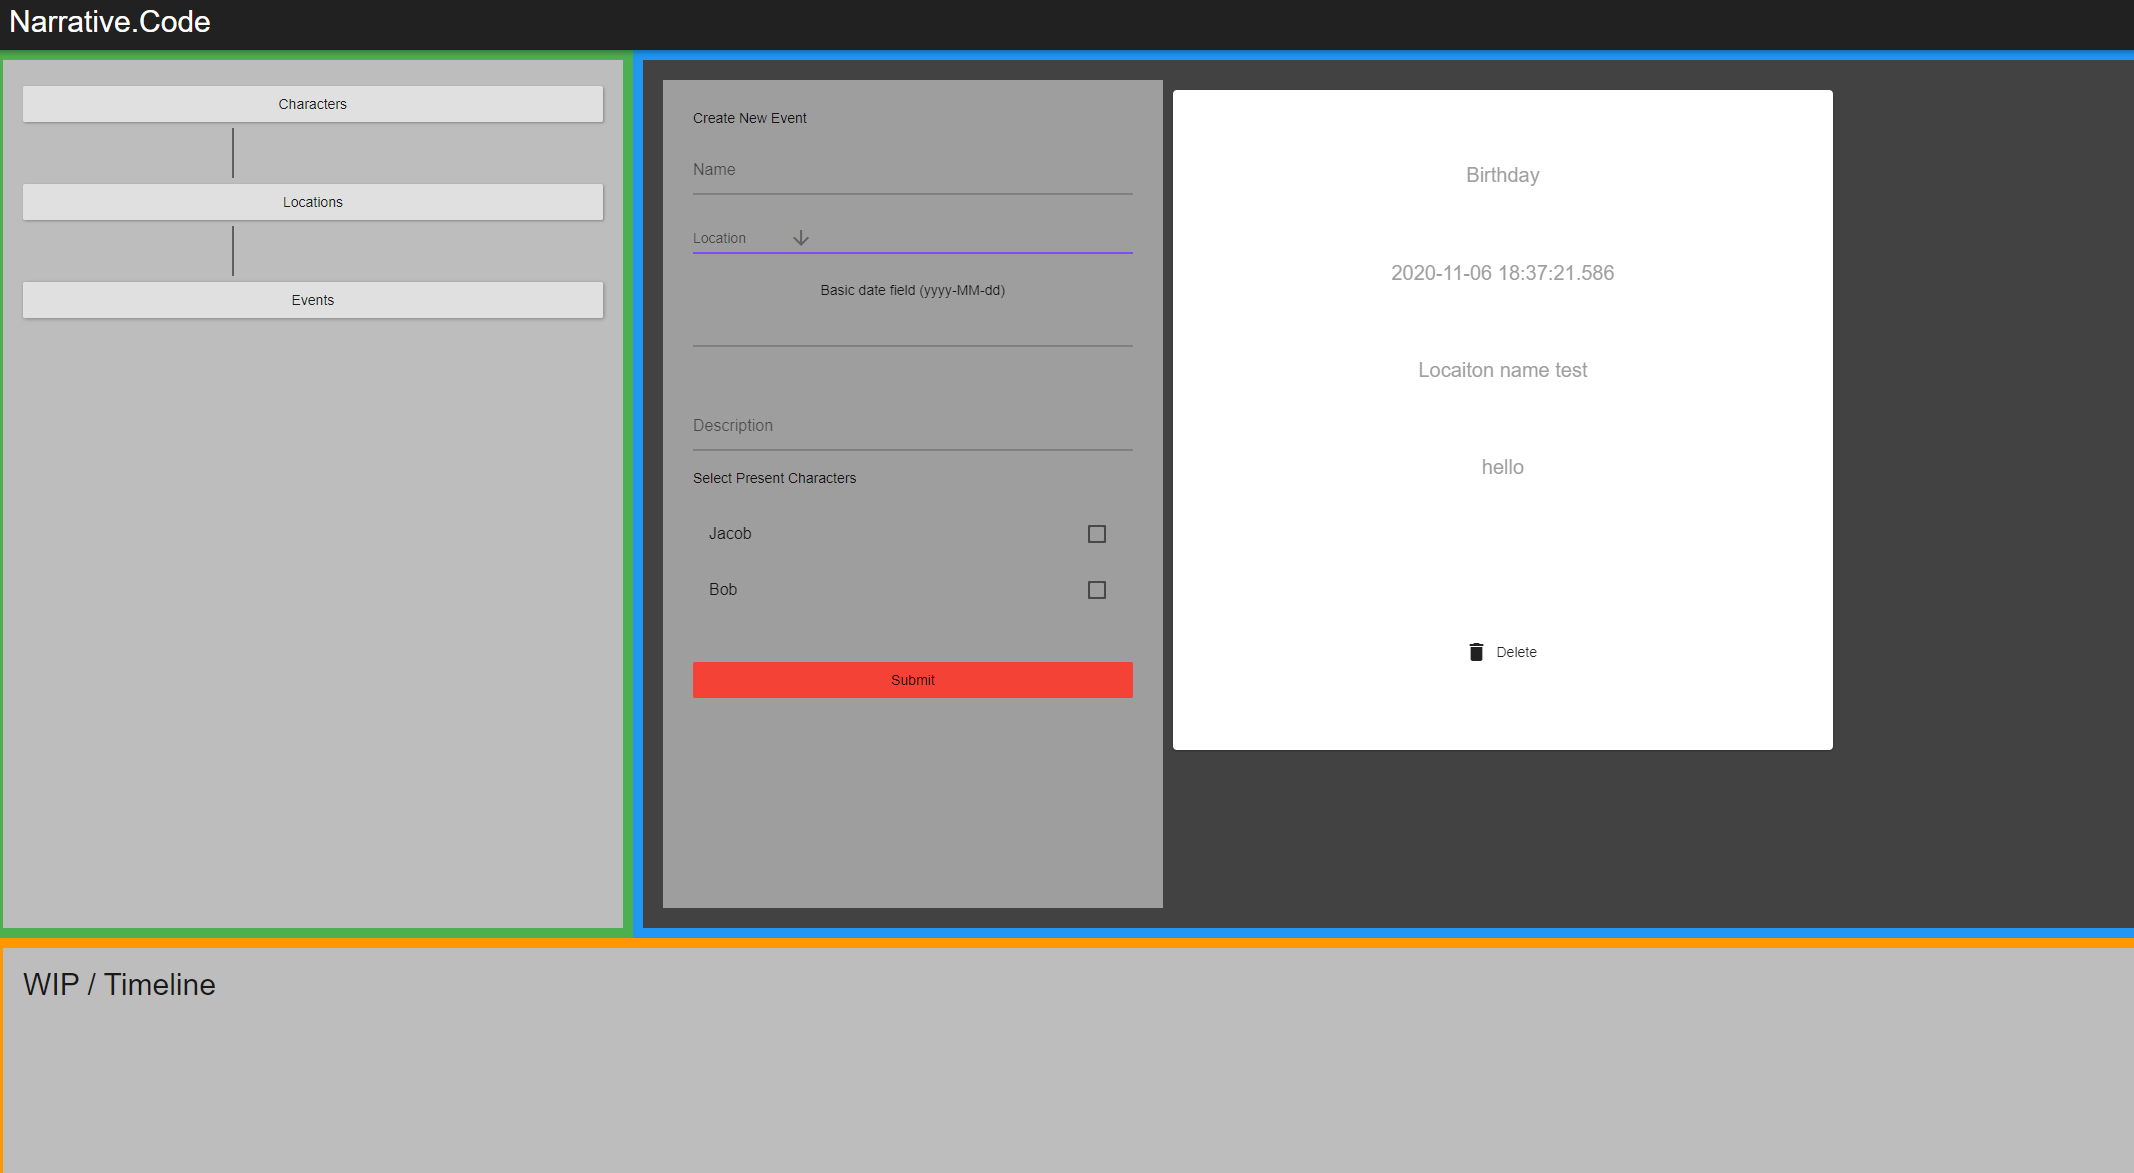 Narrative.Code
Characters
Locations
Events
Create New Event
Name
Location
Basic date field (yyyy-MM-dd)
Description
Select Present Characters
Jacob
Bob
Submit
Birthday
2020-11-06 18:37:21.586
Locaiton name test
hello
Delete
WIP / Timeline